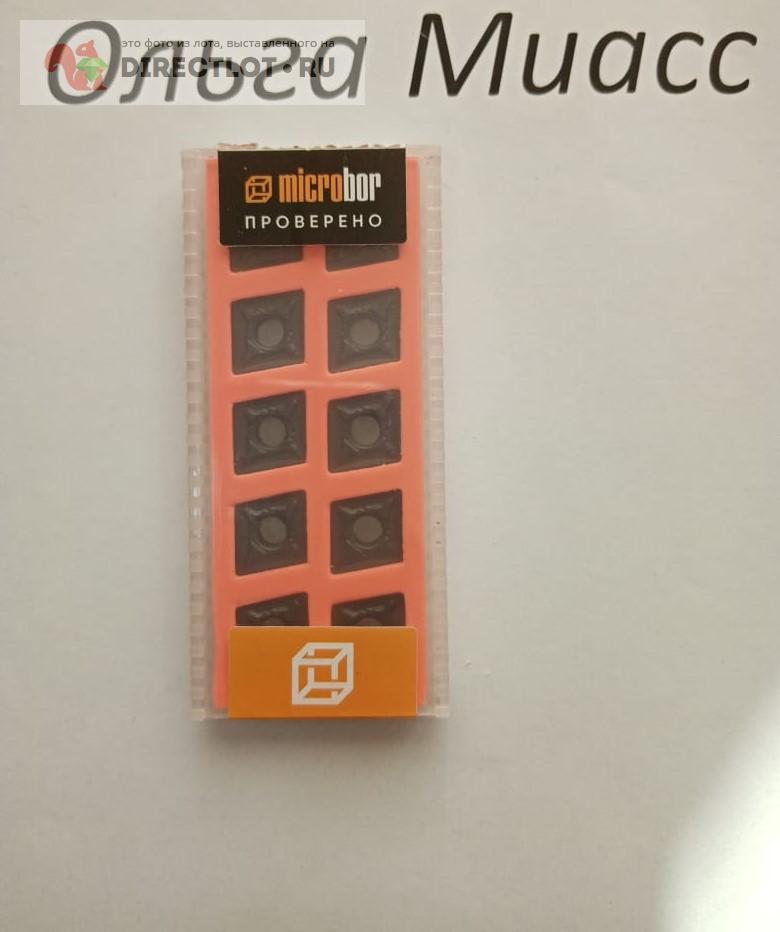 Ольга Миасс
это фото из лота, выставленного на
DIRECTLOT.RU
microbor
ПРОВЕРЕНО